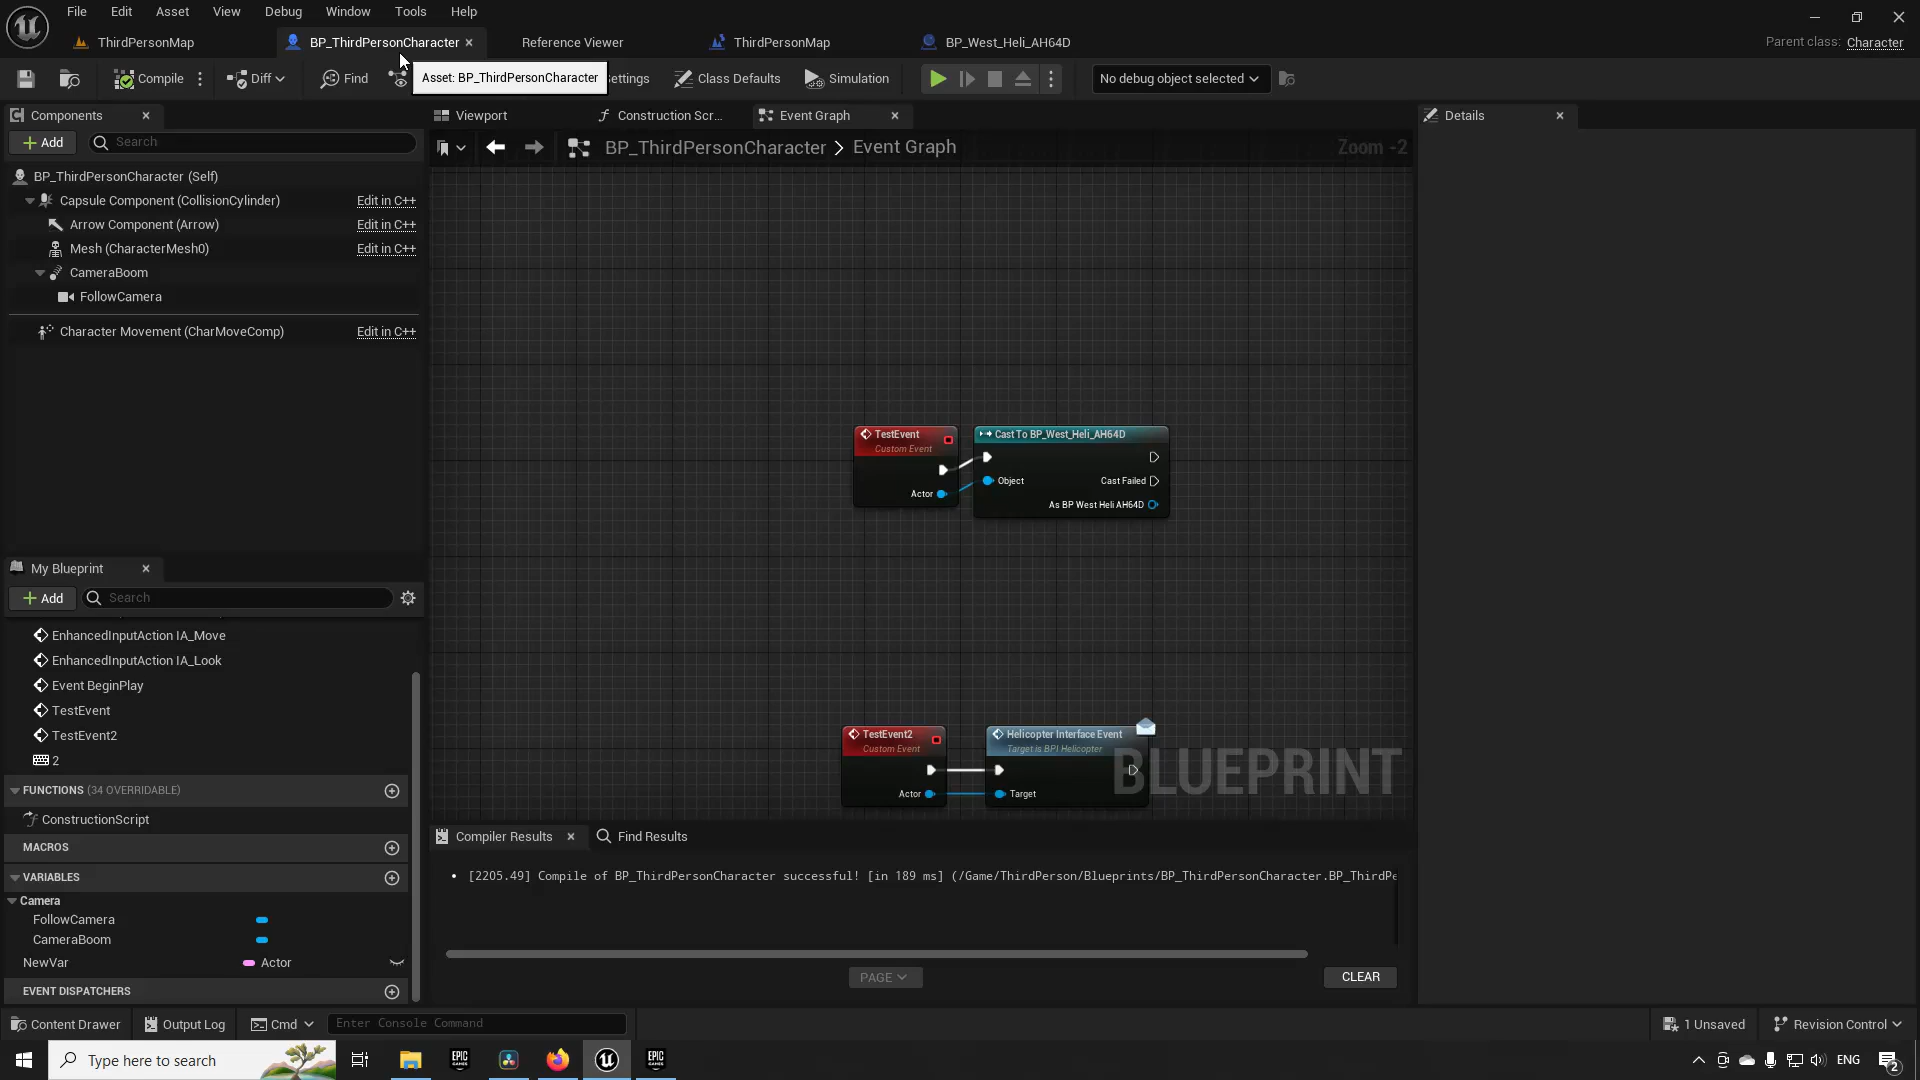 File Edit Asset View Debug Window Tools Help
ThirdPersonMap BP_ThirdPersonCharacter Reference Viewer ThirdPersonMap BP_West_Heli_AH64D Parent class: Character
Compile Diff Find Asset: BP_ThirdPersonCharacter ettings Class Defaults Simulation No debug object selected
Components Viewport Construction Scr... Event Graph Details
Add Search BP_ThirdPersonCharacter > Event Graph Zoom -2
BP_ThirdPersonCharacter (Self)
Capsule Component (CollisionCylinder) Edit in C++
Arrow Component (Arrow) Edit in C++
Mesh (CharacterMesh0) Edit in C++
CameraBoom
FollowCamera
Character Movement (CharMoveComp) Edit in C++
TestEvent
Custom Event
Actor
Cast To BP_West_Heli_AH64D
Object Cast Failed
As BP West Heli AH64D
TestEvent2
Custom Event
Actor
Helicopter Interface Event
Target is BPI Helicopter
Target
BLUEPRINT
My Blueprint
Add Search
EnhancedInputAction IA_Move
EnhancedInputAction IA_Look
Event BeginPlay
TestEvent
TestEvent2
2
FUNCTIONS (34 OVERRIDABLE)
ConstructionScript
MACROS
VARIABLES
Camera
FollowCamera
CameraBoom
NewVar Actor
EVENT DISPATCHERS
Compiler Results Find Results
[2205.49] Compile of BP_ThirdPersonCharacter successful! [in 189 ms] (/Game/ThirdPerson/Blueprints/BP_ThirdPersonCharacter.BP_ThirdPe
PAGE CLEAR
Content Drawer Output Log Cmd Enter Console Command 1 Unsaved Revision Control
Type here to search EPIC GAMES EPIC GAMES ENG 2